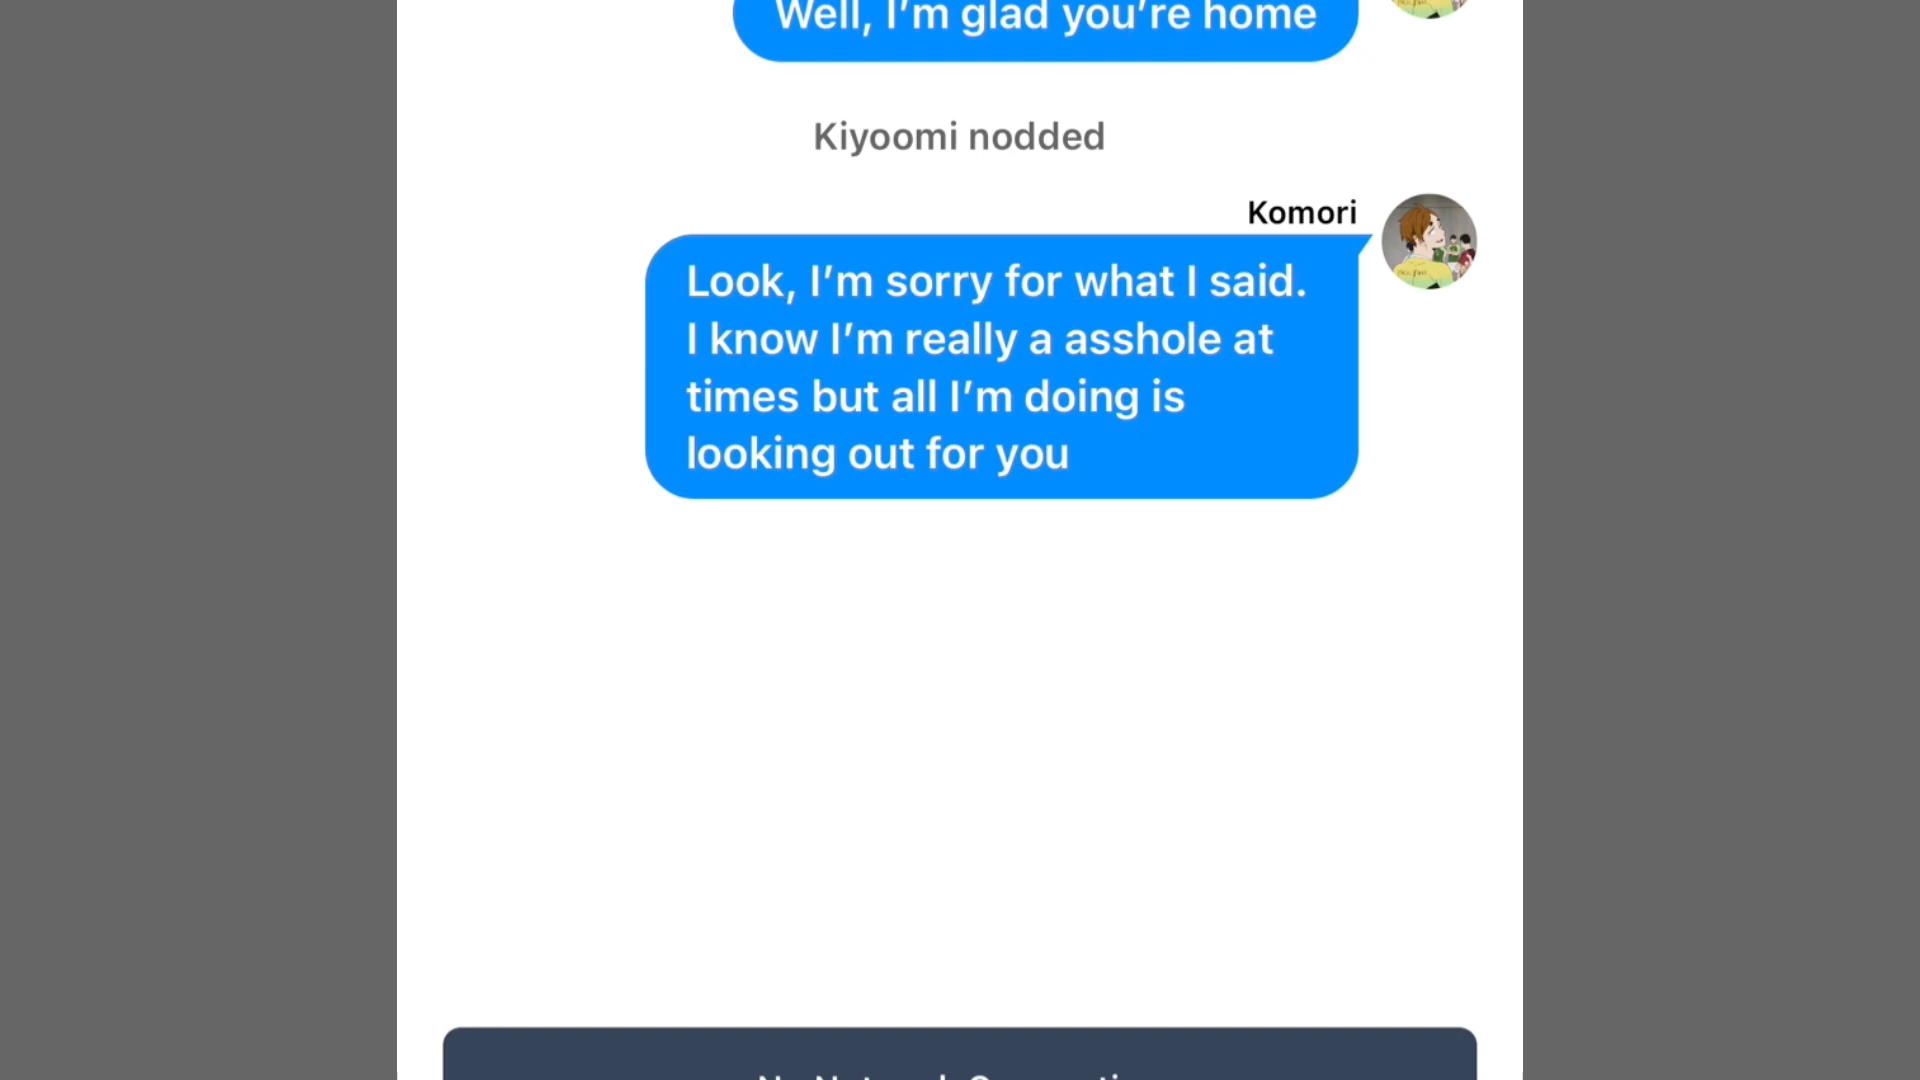 Well, I'm glad you're home
Kiyoomi nodded
Komori
Look, I'm sorry for what I said.
I know I'm really a asshole at
times but all I'm doing is
looking out for you